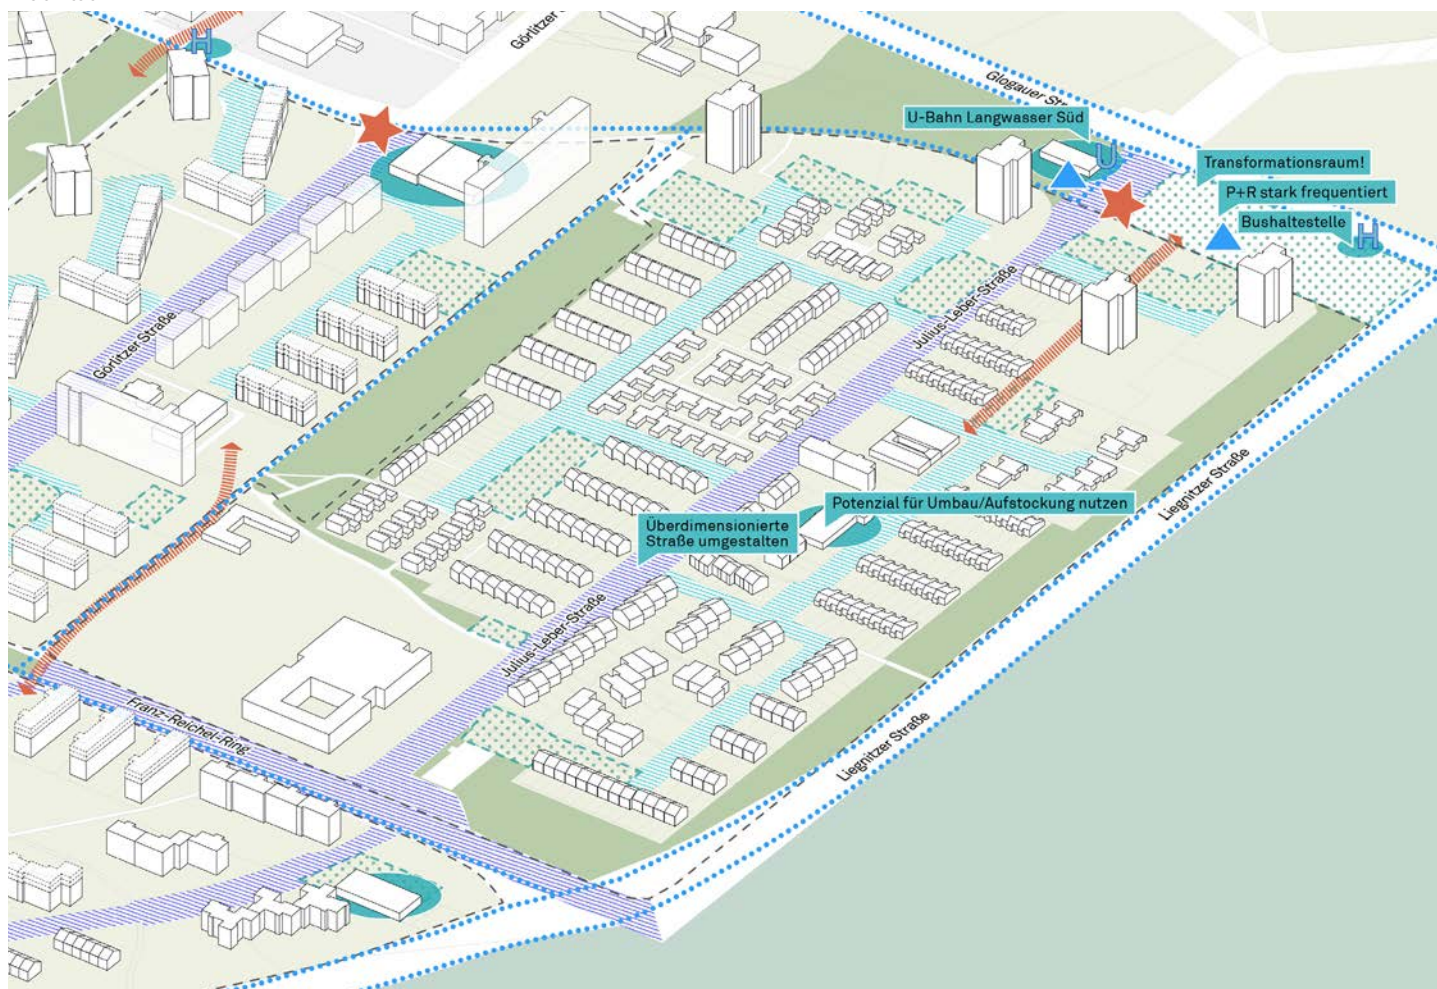 H
Görlitzer S
Glogauer Str
U-Bahn Langwasser Süd
U
Transformationsraum!
P+R stark frequentiert
Bushaltestelle
H
Görlitzer Straße
Julius-Leber-Straße
Liegnitzer Straße
Potenzial für Umbau/Aufstockung nutzen
Überdimensionierte
Straße umgestalten
Julius-Leber-Straße
Franz-Reichel-Ring
Liegnitzer Straße